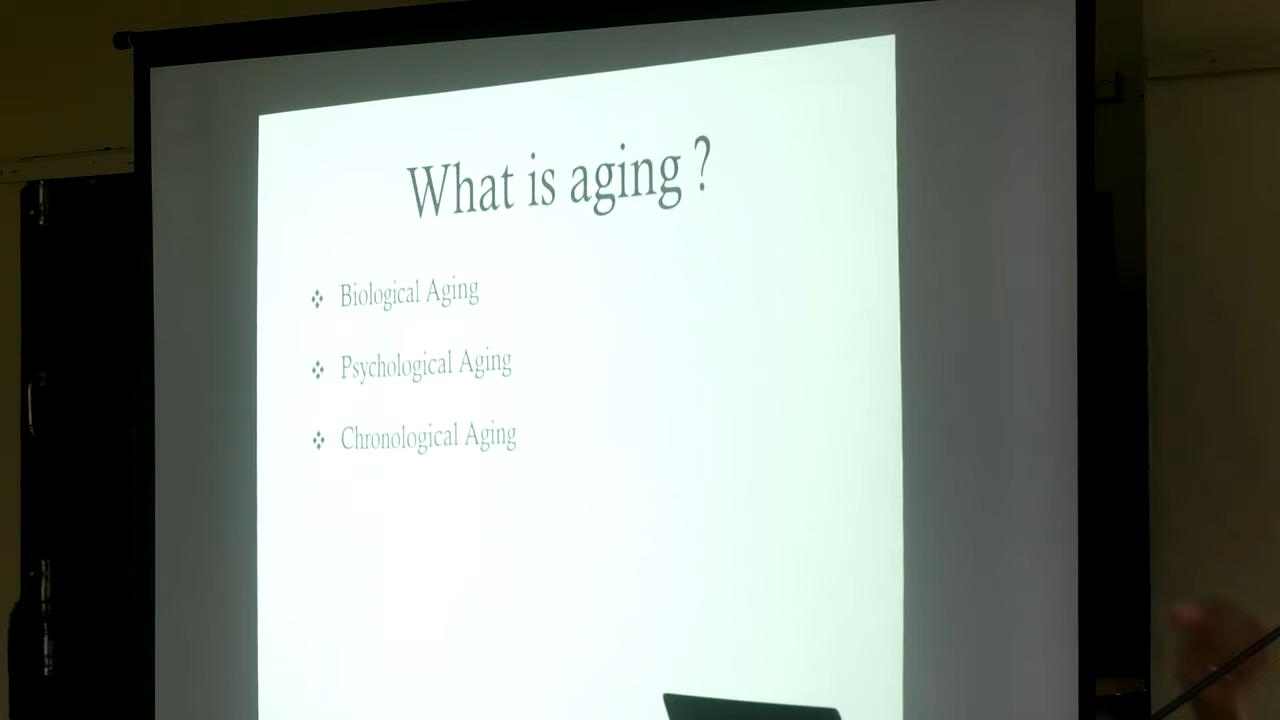 What is aging ?
❖ Biological Aging
❖ Psychological Aging
❖ Chronological Aging